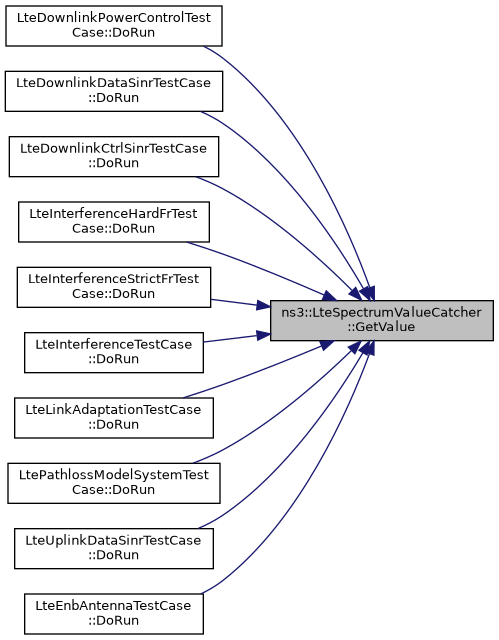 LteDownlinkPowerControlTest
Case::DoRun
LteDownlinkDataSinrTestCase
::DoRun
LteDownlinkCtrlSinrTestCase
::DoRun
LteInterferenceHardFrTest
Case::DoRun
LteInterferenceStrictFrTest
Case::DoRun
ns3::LteSpectrumValueCatcher
::GetValue
LteInterferenceTestCase
::DoRun
LteLinkAdaptationTestCase
::DoRun
LtePathlossModelSystemTest
Case::DoRun
LteUplinkDataSinrTestCase
::DoRun
LteEnbAntennaTestCase
::DoRun